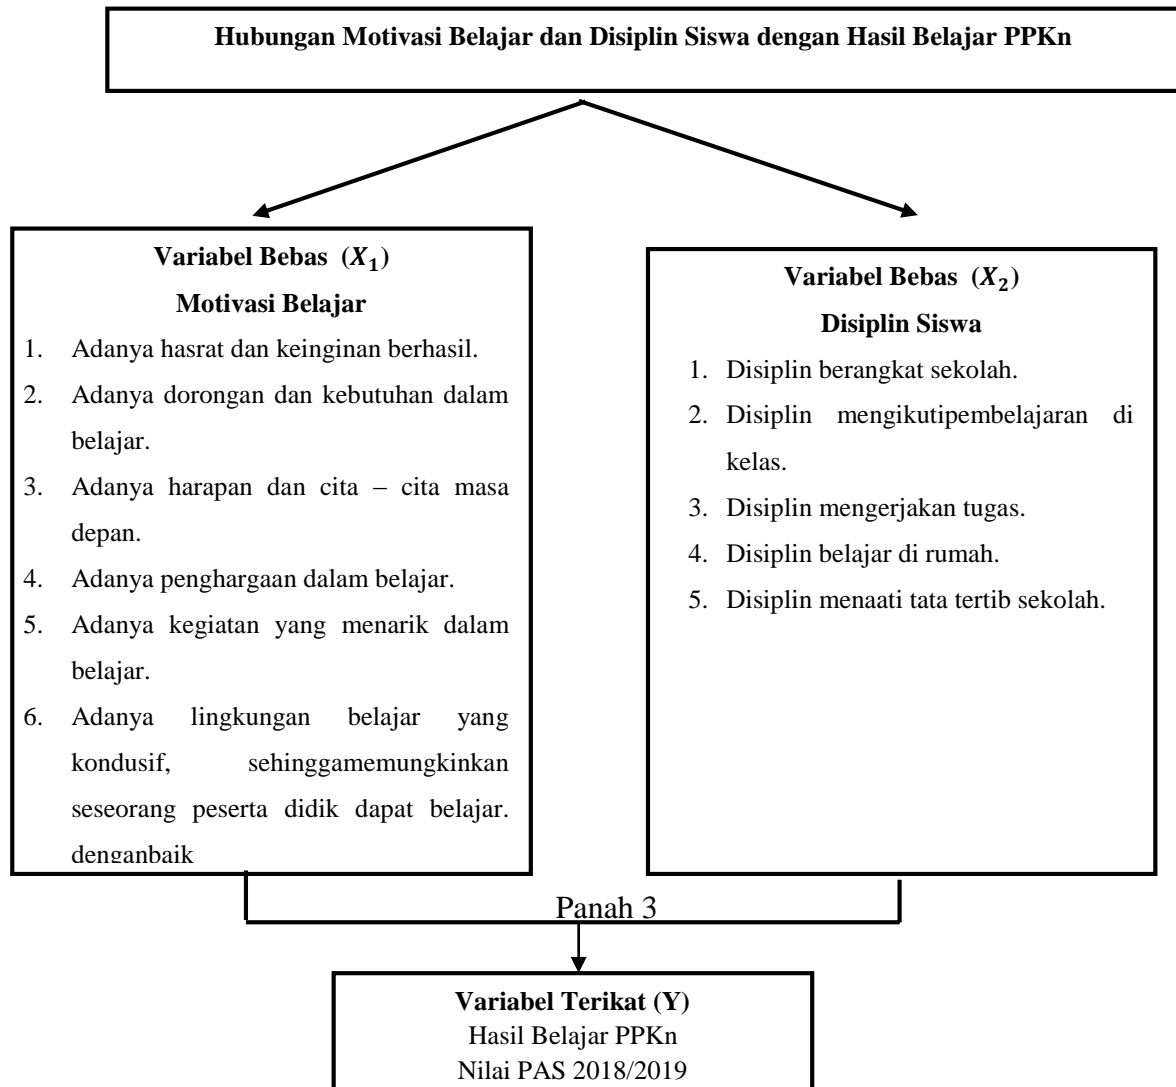 Hubungan Motivasi Belajar dan Disiplin Siswa dengan Hasil Belajar PPKn
Variabel Bebas (X₁)
Motivasi Belajar
1. Adanya hasrat dan keinginan berhasil.
2. Adanya dorongan dan kebutuhan dalam
belajar.
3. Adanya harapan dan cita – cita masa
depan.
4. Adanya penghargaan dalam belajar.
5. Adanya kegiatan yang menarik dalam
belajar.
6. Adanya lingkungan belajar yang
kondusif, sehinggamemungkinkan
seseorang peserta didik dapat belajar.
denganbaik
Variabel Bebas (X₂)
Disiplin Siswa
1. Disiplin berangkat sekolah.
2. Disiplin mengikutipembelajaran di
kelas.
3. Disiplin mengerjakan tugas.
4. Disiplin belajar di rumah.
5. Disiplin menaati tata tertib sekolah.
Panah 3
Variabel Terikat (Y)
Hasil Belajar PPKn
Nilai PAS 2018/2019